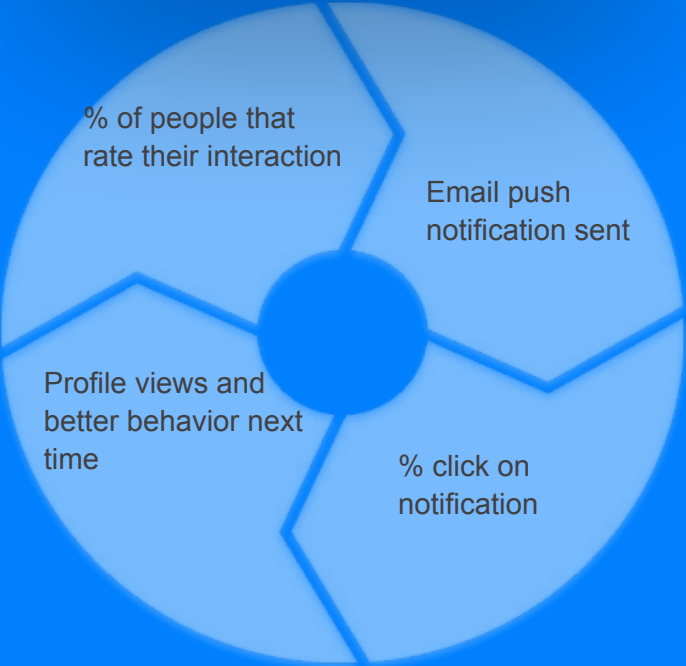 % of people that
rate their interaction
Email push
notification sent
Profile views and
better behavior next
time
% click on
notification